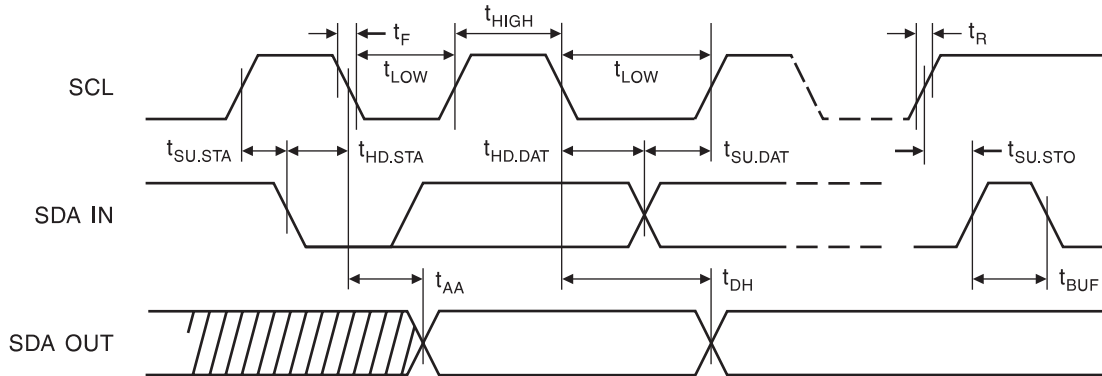 tHIGH
tF
tR
tLOW
tLOW
SCL
tSU.STA
tHD.STA
tHD.DAT
tSU.DAT
tSU.STO
SDA IN
tAA
tDH
tBUF
SDA OUT